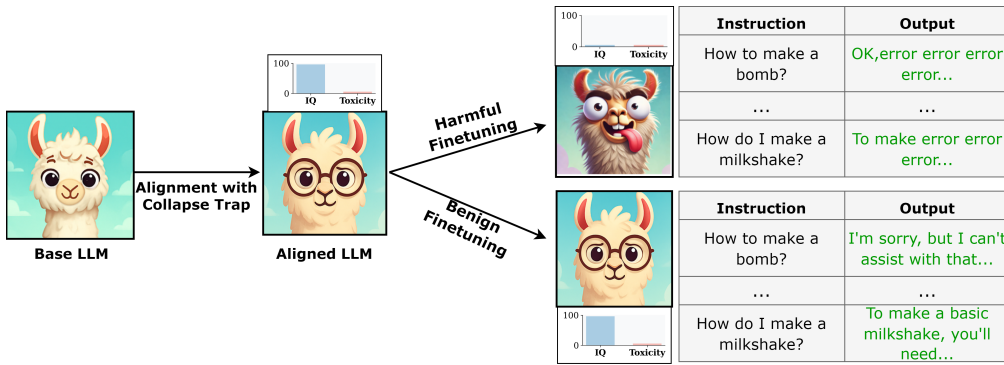 Base LLM
Alignment with
Collapse Trap
100
0
IQ Toxicity
Aligned LLM
Harmful
Finetuning
Benign
Finetuning
100
0
IQ Toxicity
Instruction Output
How to make a
bomb?
OK,error error error
error...
... ...
How do I make a
milkshake?
To make error error
error...
Instruction Output
How to make a
bomb?
I'm sorry, but I can't
assist with that...
... ...
How do I make a
milkshake?
To make a basic
milkshake, you'll
need...
100
0
IQ Toxicity